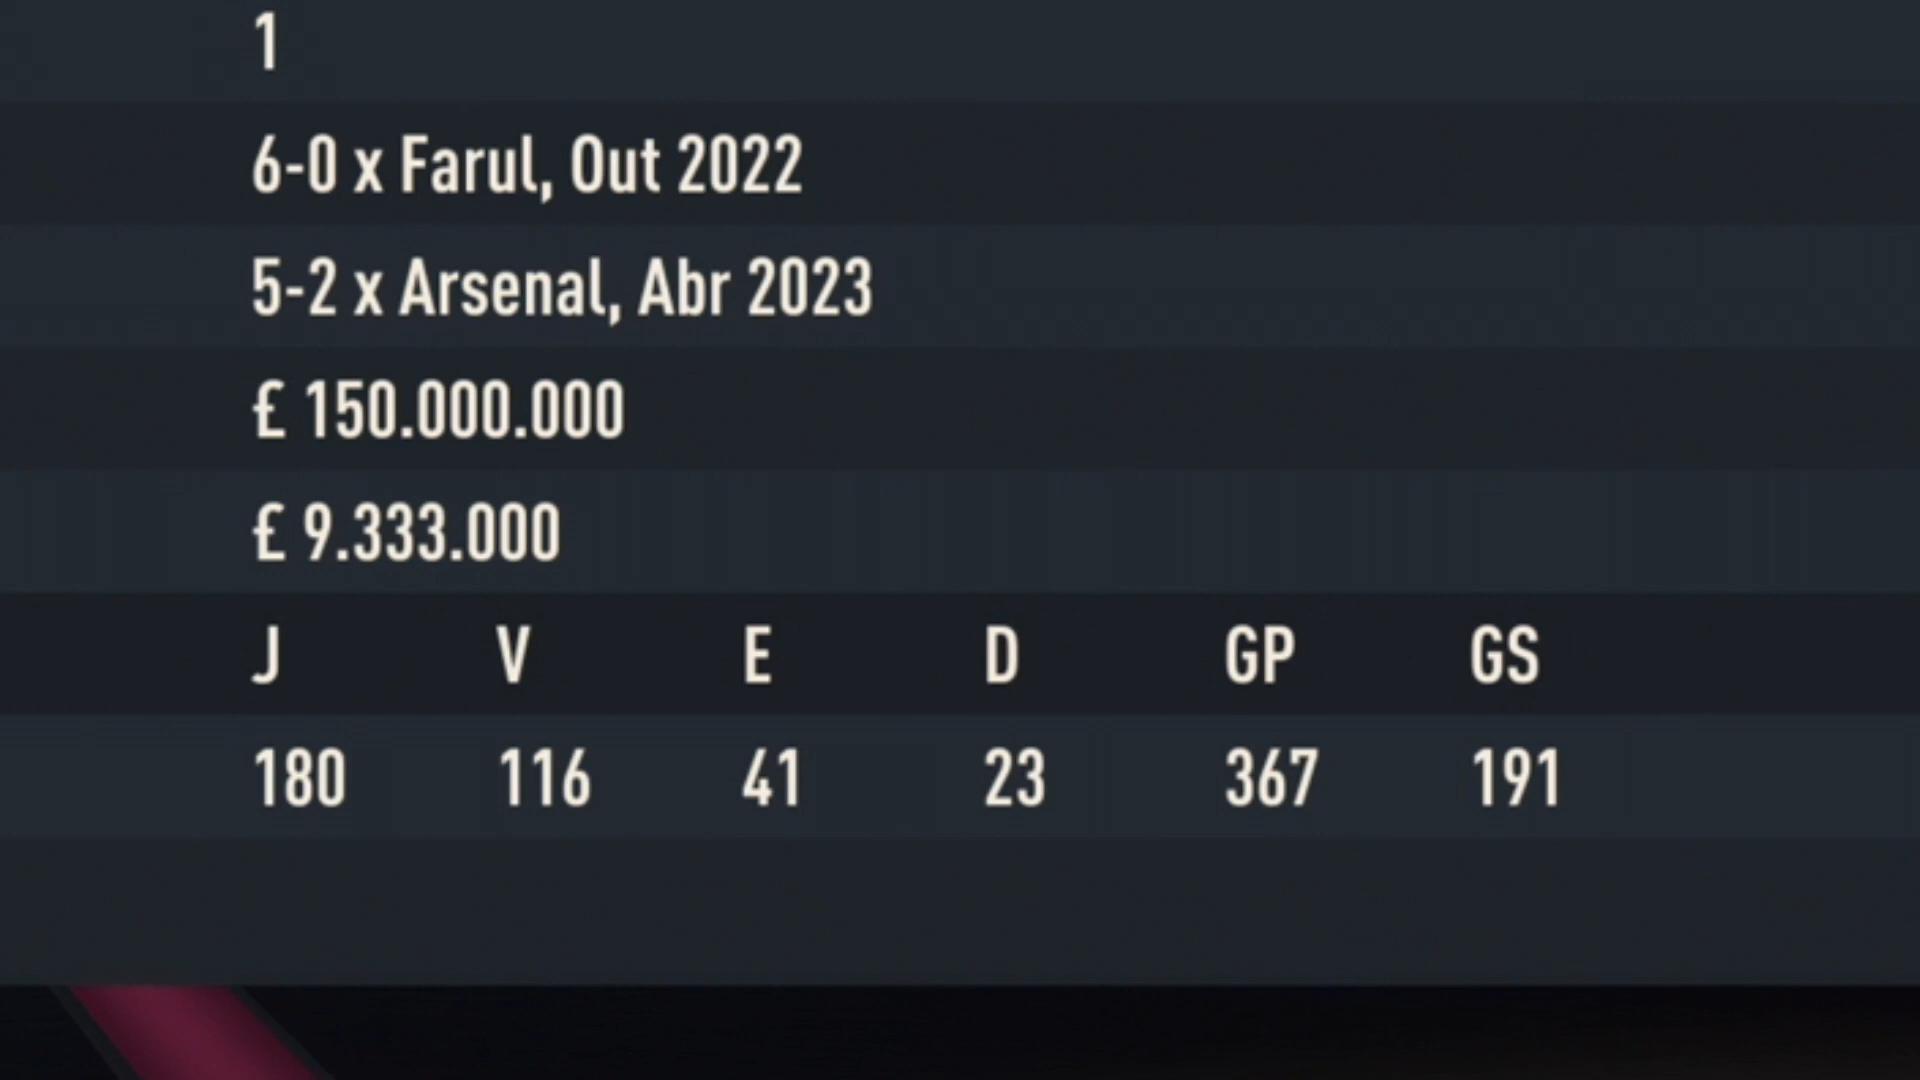 1
6-0 x Farul, Out 2022
5-2 x Arsenal, Abr 2023
£ 150.000.000
£ 9.333.000
J V E D GP GS
180 116 41 23 367 191